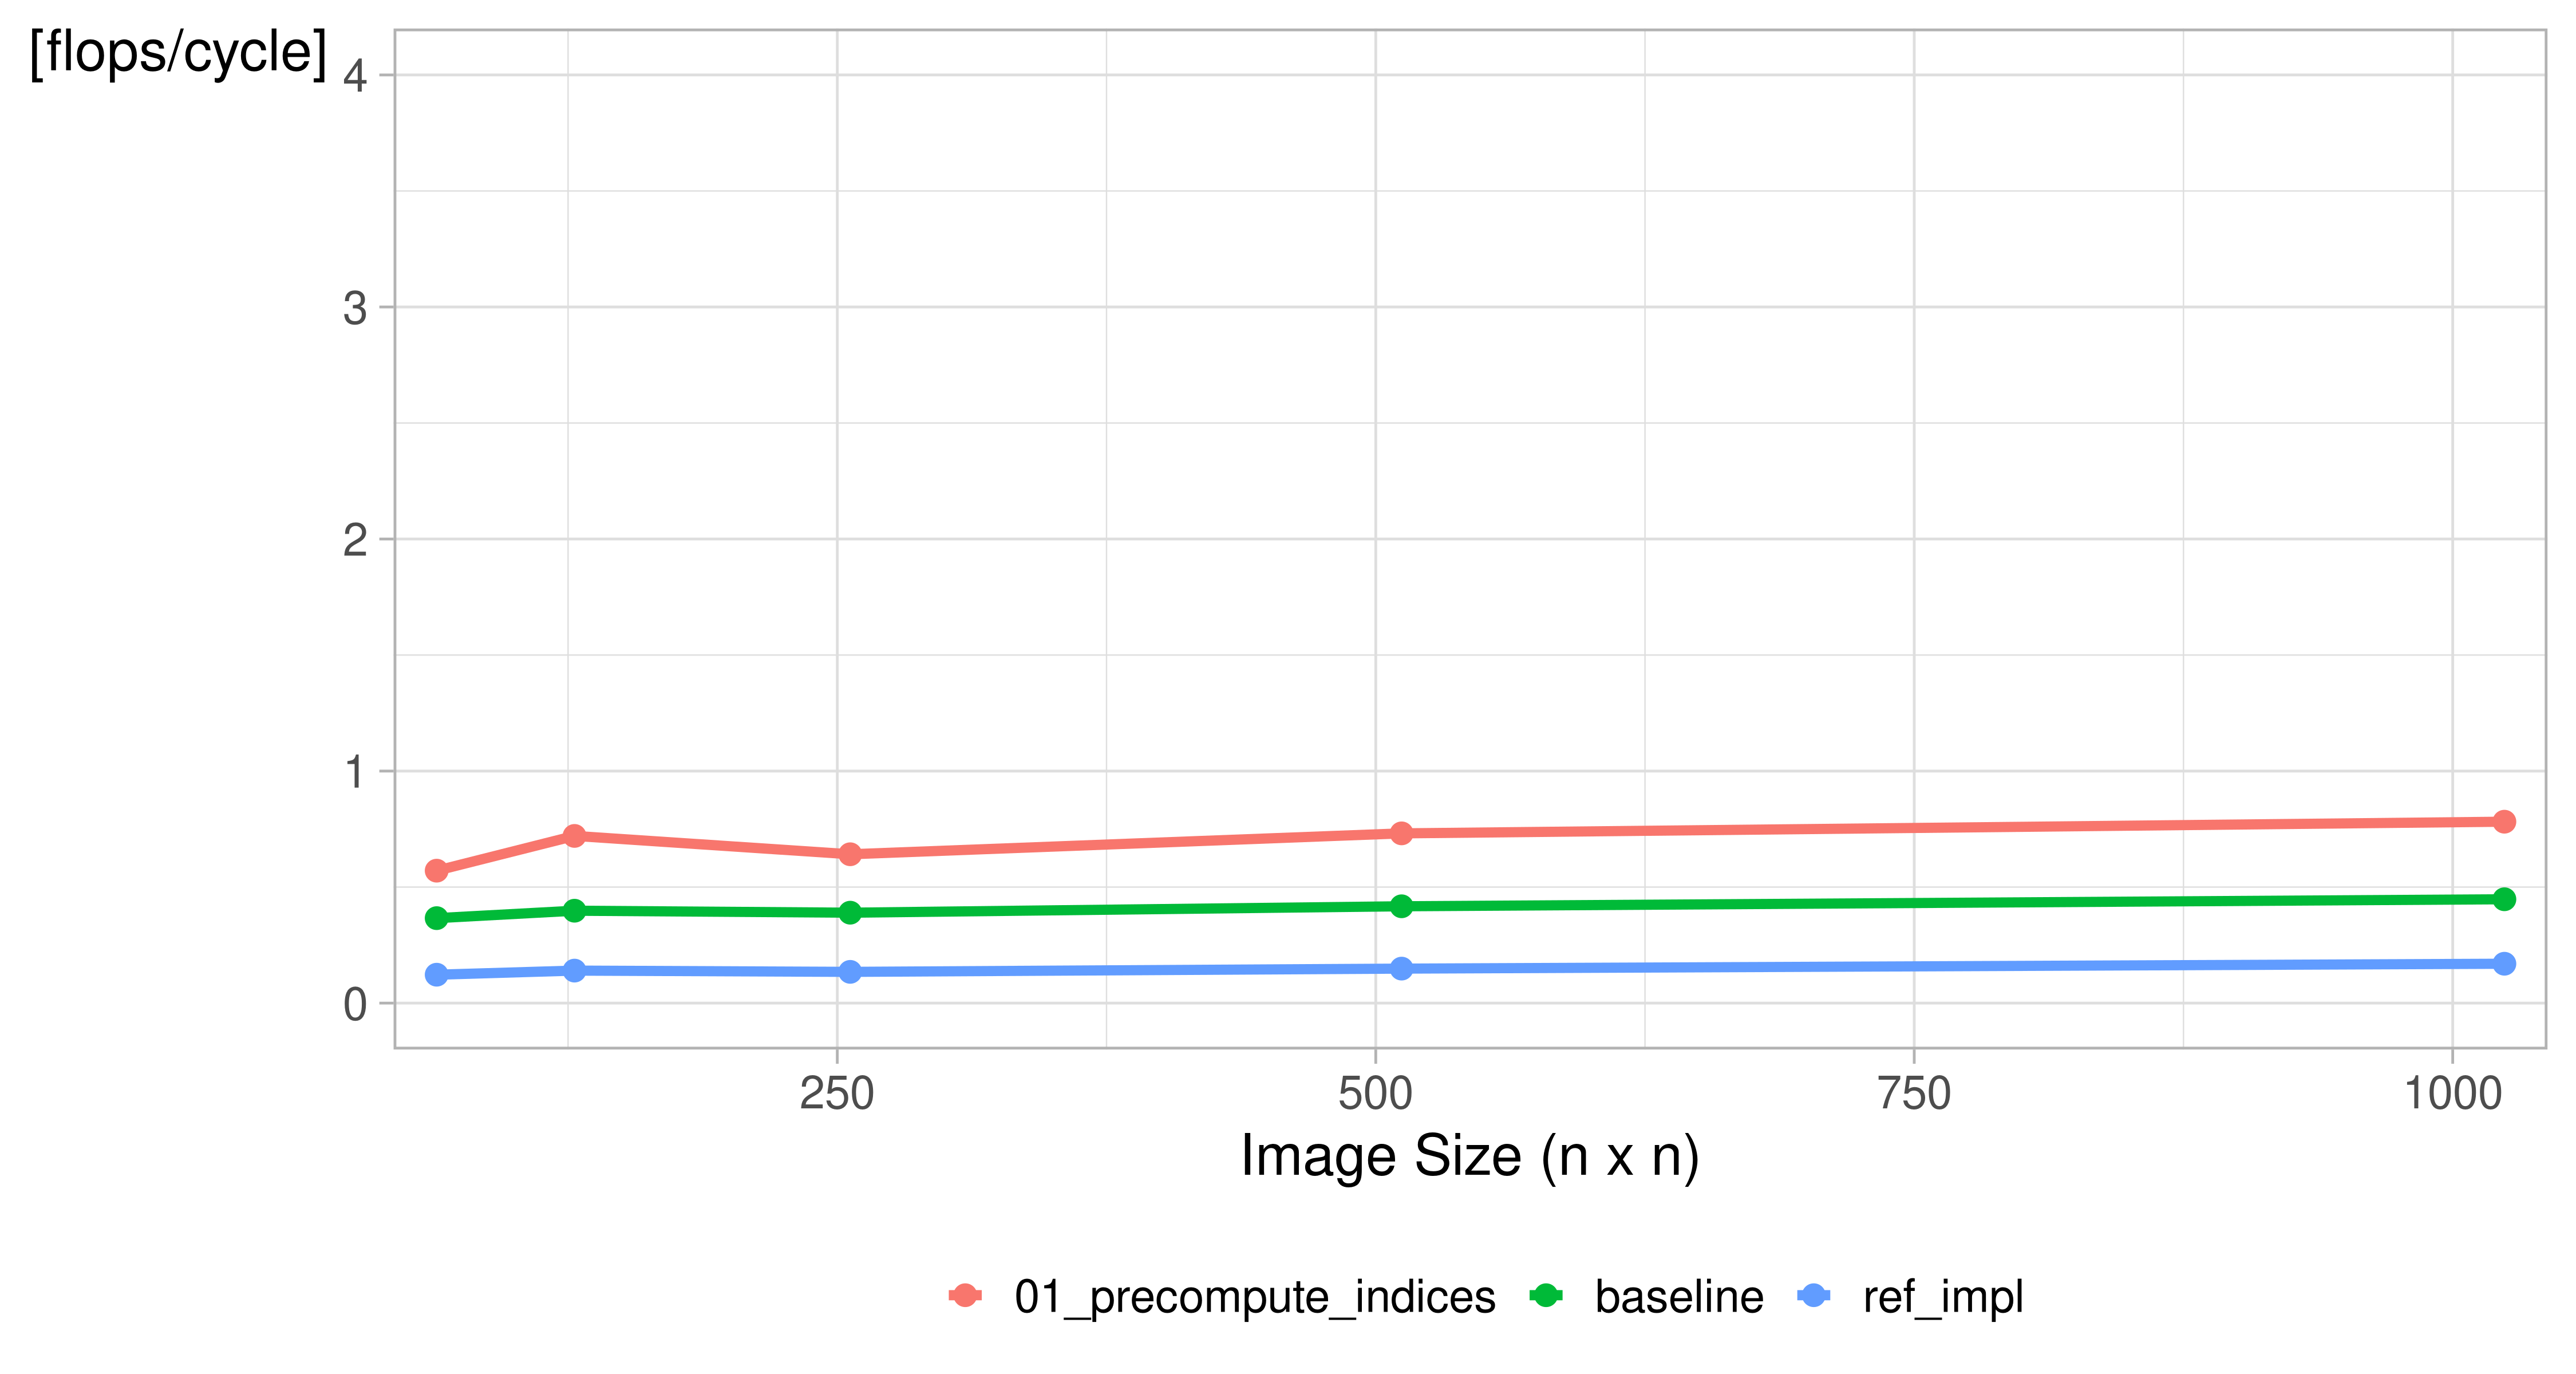 [flops/cycle]
4
3
2
1
0
250 500 750 1000
Image Size (n x n)
01_precompute_indices baseline ref_impl